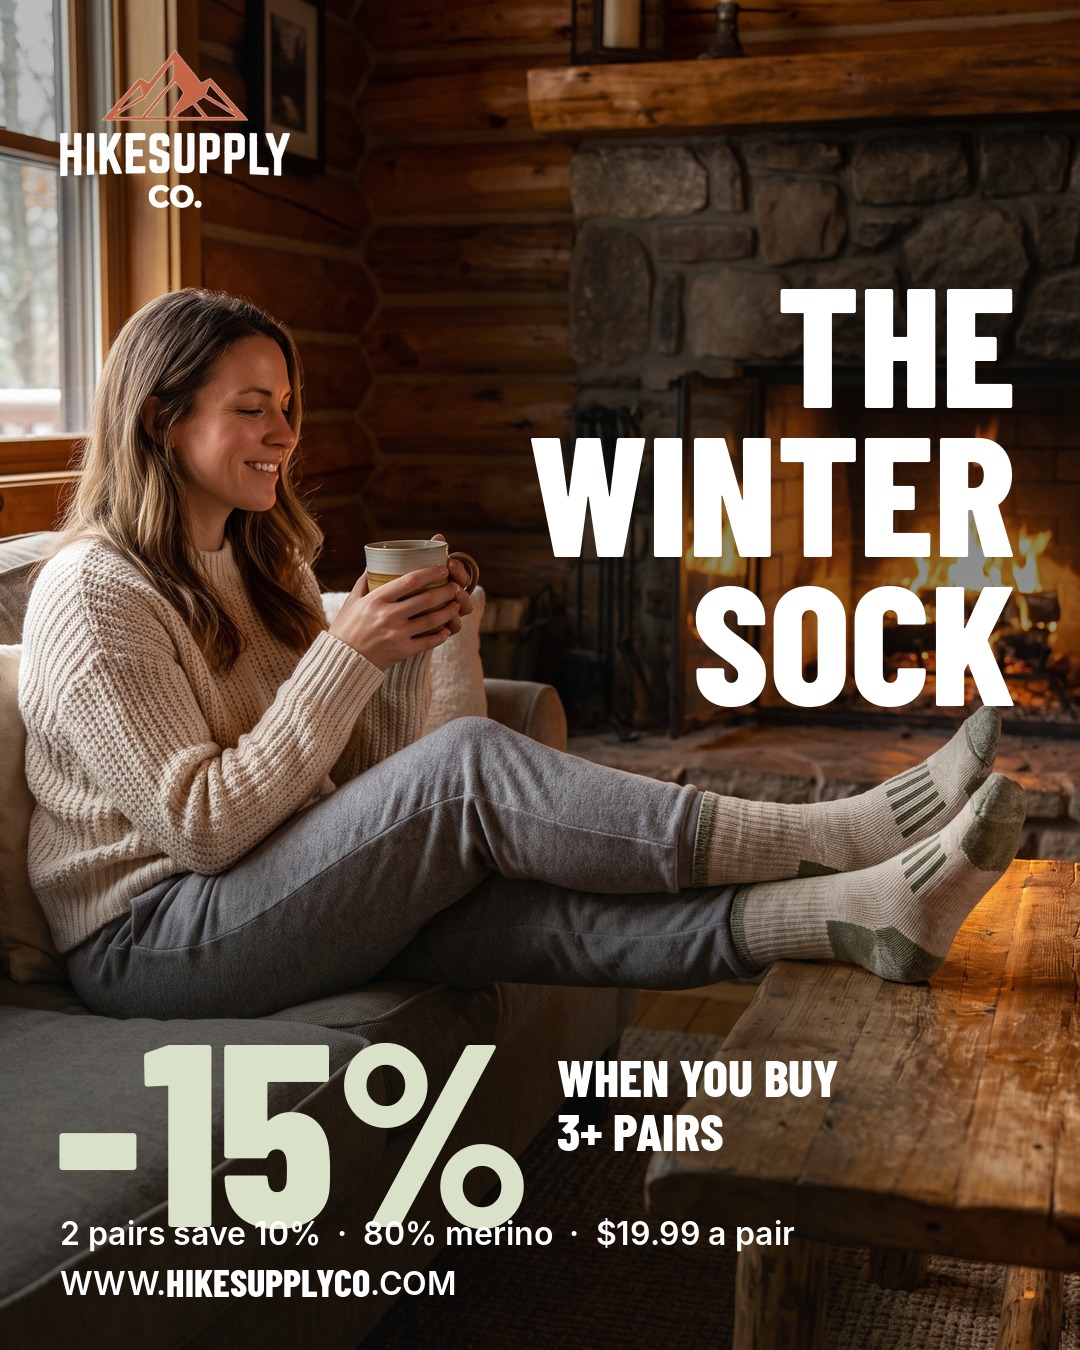 HIKESUPPLY
CO.
THE
WINTER
SOCK
-15%
WHEN YOU BUY
3+ PAIRS
2 pairs save 10% · 80% merino · $19.99 a pair
WWW.HIKESUPPLYCO.COM